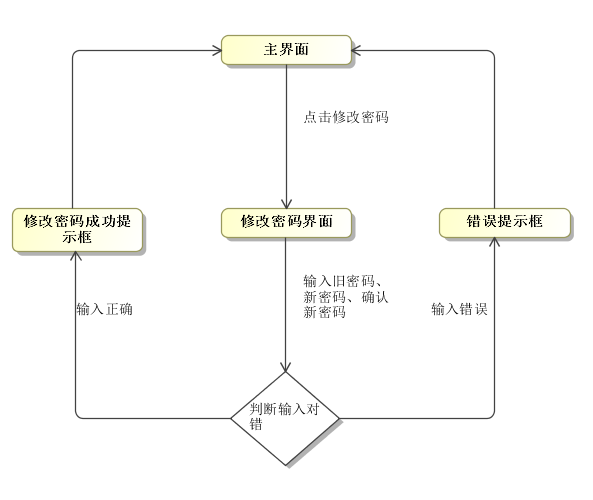 主界面
点击修改密码
修改密码成功提
示框
修改密码界面
错误提示框
输入旧密码、
新密码、确认
新密码
输入正确
输入错误
判断输入对
错